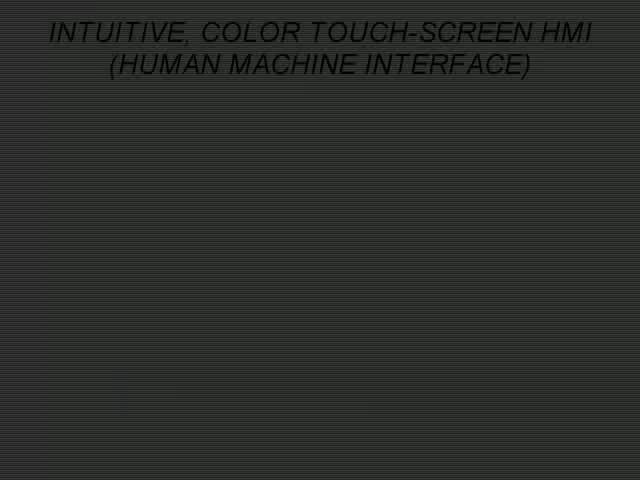 INTUITIVE, COLOR TOUCH-SCREEN HMI
(HUMAN MACHINE INTERFACE)